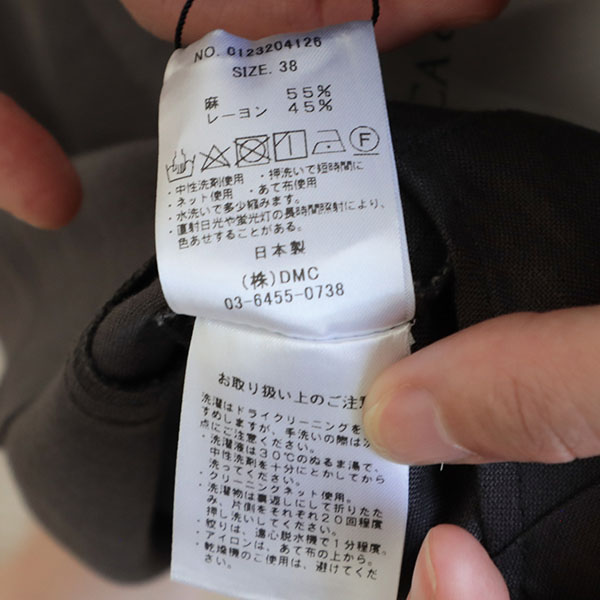 NO. 0123204126
SIZE. 38
麻 55%
レーヨン 45%
F
・中性洗剤使用 ・押洗いで短時間に
・ネット使用 ・あて布使用
・水洗いで多少縮みます。
・直射日光や蛍光灯の長時間照射により、
色あせすることがある。
日本製
(株)DMC
03-6455-0738
お取り扱い上のご注
洗濯はドライクリーニングを
すめしますが、手洗いの際は
点にご注意ください。
・洗濯液は30℃のぬるま湯で、
中性洗剤を十分にとかしてから
洗ってください。
・クリーニングネット使用。
・洗濯物は裏返しにして折りたた
み、片側をそれぞれ20回程度
押し洗いしてください。
・絞りは、遠心脱水機で1分程度。
・アイロンは、あて布の上から。
・乾燥機のご使用は、避けてくだ
さい。